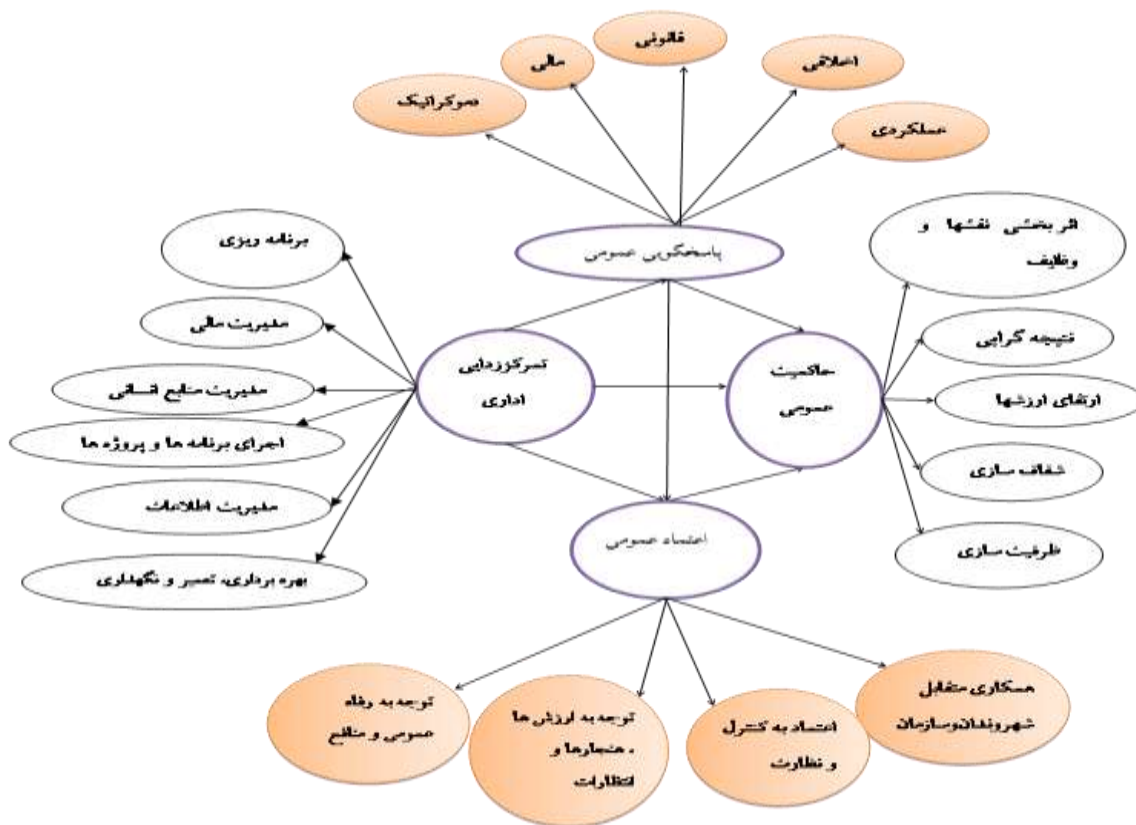 قانونی
مالی
اخلاقی
دموکراتیک
عملکردی
اثر بخشی نقشها و
وظایف
برنامه ریزی
پاسخگویی عمومی
مدیریت مالی
نتیجه گرایی
تمرکززدایی
اداری
حاکمیت
عمومی
مدیریت منابع انسانی
ارتقای ارزشها
اجرای برنامه ها و پروژه ها
شفاف سازی
مدیریت اطلاعات
اعتماد عمومی
ظرفیت سازی
بهره برداری، تعمیر و نگهداری
همکاری متقابل
شهروندان‌وسازمان
اعتماد به کنترل
و نظارت
توجه به ارزش ها
، هنجارها و
انتظارات
توجه به رفاه
عمومی و منافع